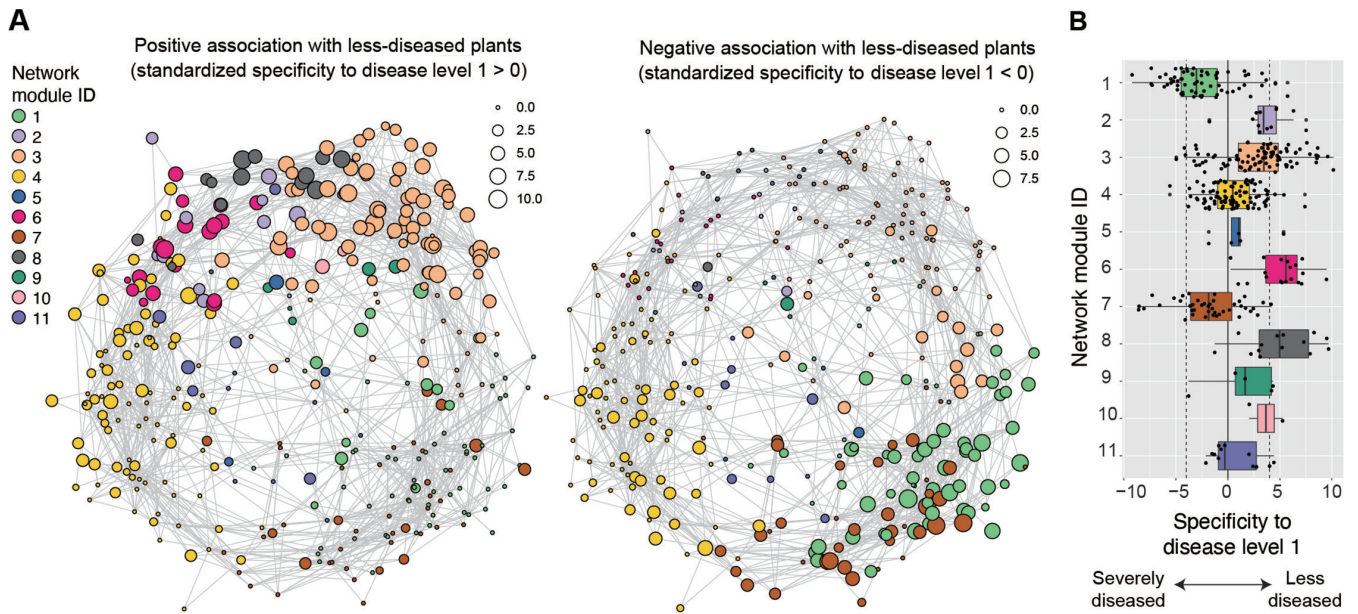 A
Positive association with less-diseased plants
(standardized specificity to disease level 1 > 0)
Network
module ID
1
2
3
4
5
6
7
8
9
10
11
0.0
2.5
5.0
7.5
10.0
Negative association with less-diseased plants
(standardized specificity to disease level 1 < 0)
0.0
2.5
5.0
7.5
B
Network module ID
1
2
3
4
5
6
7
8
9
10
11
−10 −5 0 5 10
Specificity to
disease level 1
Severely Less
diseased diseased